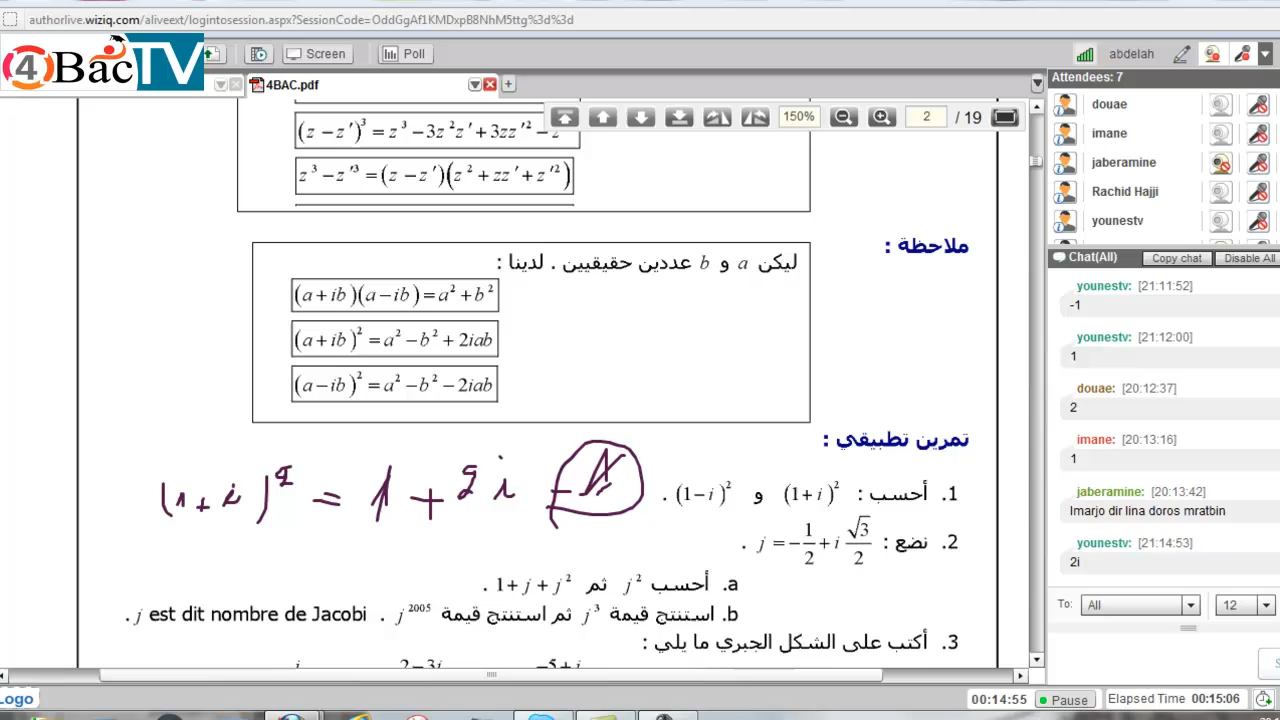 authorlive.wiziq.com/aliveext/logintosession.aspx?SessionCode=OddGgAf1KMDxpB8NhM5ttg%3d%3d
4BacTV
Screen
Poll
abdelah
4BAC.pdf
Attendees: 7
150%
2 / 19
douae
imane
jaberamine
Rachid Hajji
younestv
(z − z′)³ = z³ − 3z²z′ + 3zz′² −
z³ − z′³ = (z − z′)(z² + zz′ + z′²)
ملاحظة :
ليكن a و b عددين حقيقيين . لدينا :
(a + ib)(a − ib) = a² + b²
(a + ib)² = a² − b² + 2iab
(a − ib)² = a² − b² − 2iab
تمرين تطبيقي :
(1 + i)² = 1 + 2i − 1
1. أحسب : (1+i)² و (1−i)² .
2. نضع : j = −1/2 + i √3/2 .
a. أحسب j² ثم 1+j+j² .
b. استنتج قيمة j³ ثم استنتج قيمة j²⁰⁰⁵ . j est dit nombre de Jacobi .
3. أكتب على الشكل الجبري ما يلي :
i 2−3i −5+i
Chat(All)
Copy chat
Disable All
younestv: [21:11:52]
-1
younestv: [21:12:00]
1
douae: [20:12:37]
2
imane: [20:13:16]
1
jaberamine: [20:13:42]
lmarjo dir lina doros mratbin
younestv: [21:14:53]
2i
To: All 12
Logo
00:14:55
Pause
Elapsed Time 00:15:06